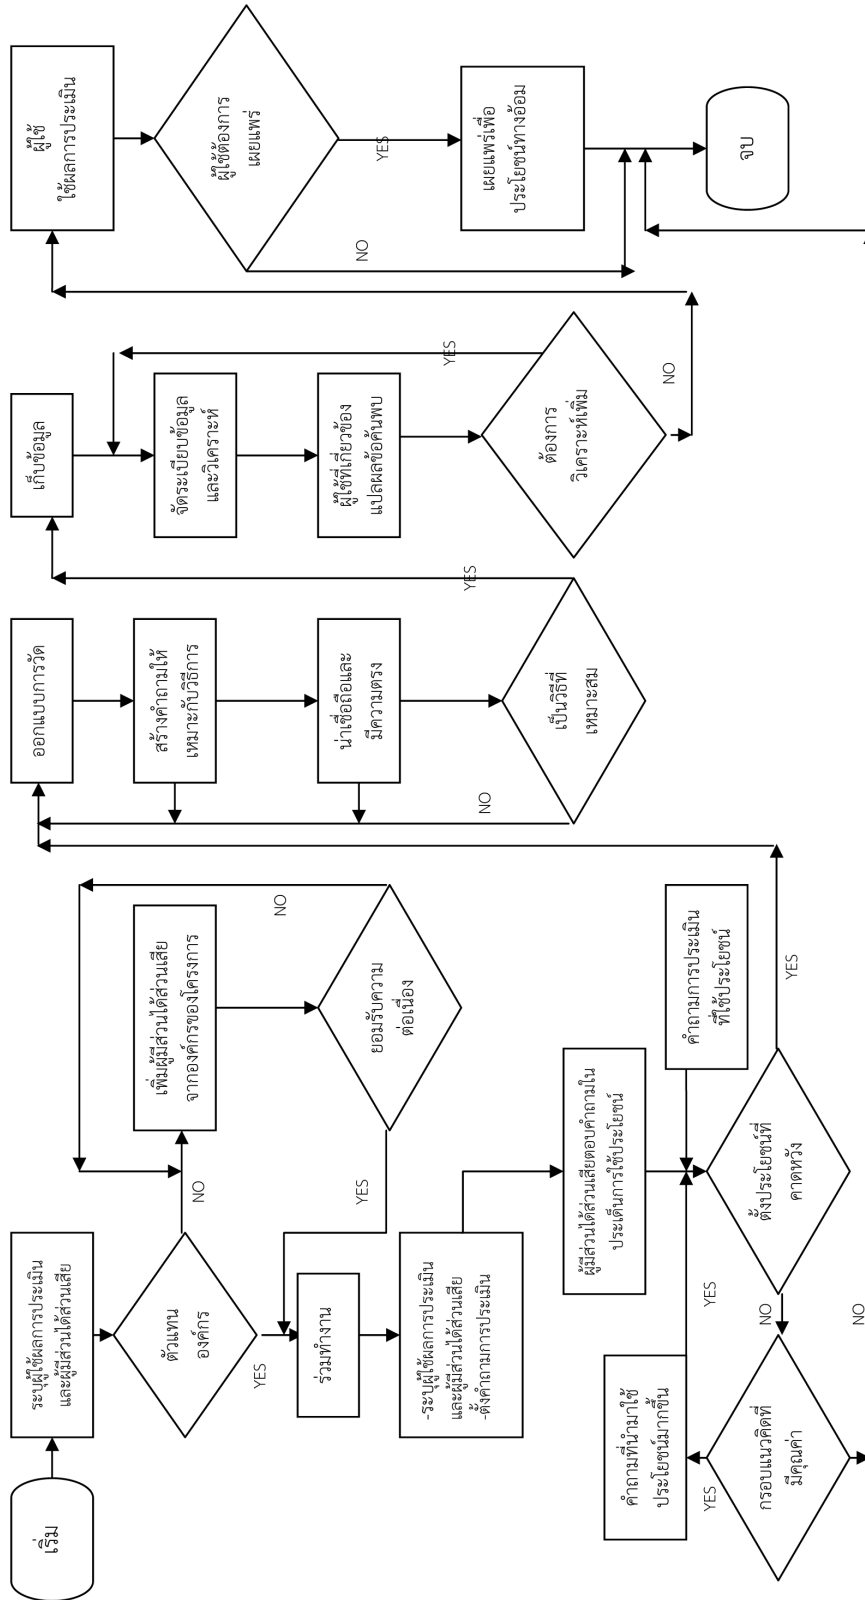 เริ่ม
ระบุผู้ใช้ผลการประเมิน
และผู้มีส่วนได้ส่วนเสีย
ตัวแทน
องค์กร
NO
YES
เพิ่มผู้มีส่วนได้ส่วนเสีย
จากองค์กรของโครงการ
ยอมรับความ
ต่อเนื่อง
NO
YES
ร่วมทำงาน
-ระบุผู้ใช้ผลการประเมิน
และผู้มีส่วนได้ส่วนเสีย
-ตั้งคำถามการประเมิน
ผู้มีส่วนได้ส่วนเสียตอบคำถามใน
ประเด็นการใช้ประโยชน์
คำถามการประเมิน
ที่ใช้ประโยชน์
ตั้งประโยชน์ที่
คาดหวัง
YES
YES
NO
คำถามที่นำมาใช้
ประโยชน์มากขึ้น
YES
กรอบแนวคิดที่
มีคุณค่า
NO
ออกแบบการวัด
สร้างคำถามให้
เหมาะกับวิธีการ
น่าเชื่อถือและ
มีความตรง
เป็นวิธีที่
เหมาะสม
NO
YES
เก็บข้อมูล
จัดระเบียบข้อมูล
และวิเคราะห์
ผู้ใช้ที่เกี่ยวข้อง
แปลผลข้อค้นพบ
ต้องการ
วิเคราะห์เพิ่ม
YES
NO
ผู้ใช้
ใช้ผลการประเมิน
ผู้ใช้ต้องการ
เผยแพร่
YES
NO
เผยแพร่เพื่อ
ประโยชน์ทางอ้อม
จบ